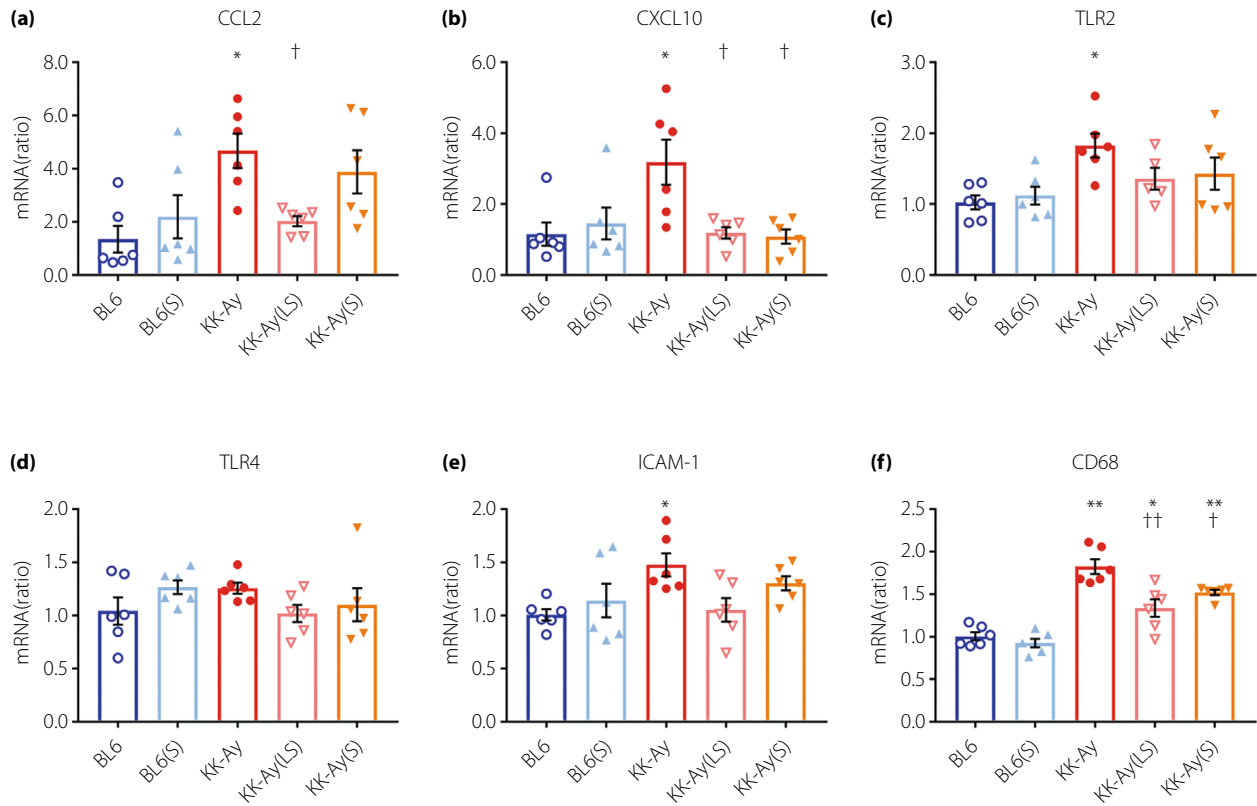 (a) CCL2
* †
mRNA(ratio)
8.0
6.0
4.0
2.0
0.0
BL6 BL6(S) KK-Ay KK-Ay(LS) KK-Ay(S)
(b) CXCL10
* † †
mRNA(ratio)
6.0
4.0
2.0
0.0
BL6 BL6(S) KK-Ay KK-Ay(LS) KK-Ay(S)
(c) TLR2
*
mRNA(ratio)
3.0
2.0
1.0
0.0
BL6 BL6(S) KK-Ay KK-Ay(LS) KK-Ay(S)
(d) TLR4
mRNA(ratio)
2.0
1.5
1.0
0.5
0.0
BL6 BL6(S) KK-Ay KK-Ay(LS) KK-Ay(S)
(e) ICAM-1
*
mRNA(ratio)
2.0
1.5
1.0
0.5
0.0
BL6 BL6(S) KK-Ay KK-Ay(LS) KK-Ay(S)
(f) CD68
** * **
†† †
mRNA(ratio)
2.5
2.0
1.5
1.0
0.5
0.0
BL6 BL6(S) KK-Ay KK-Ay(LS) KK-Ay(S)